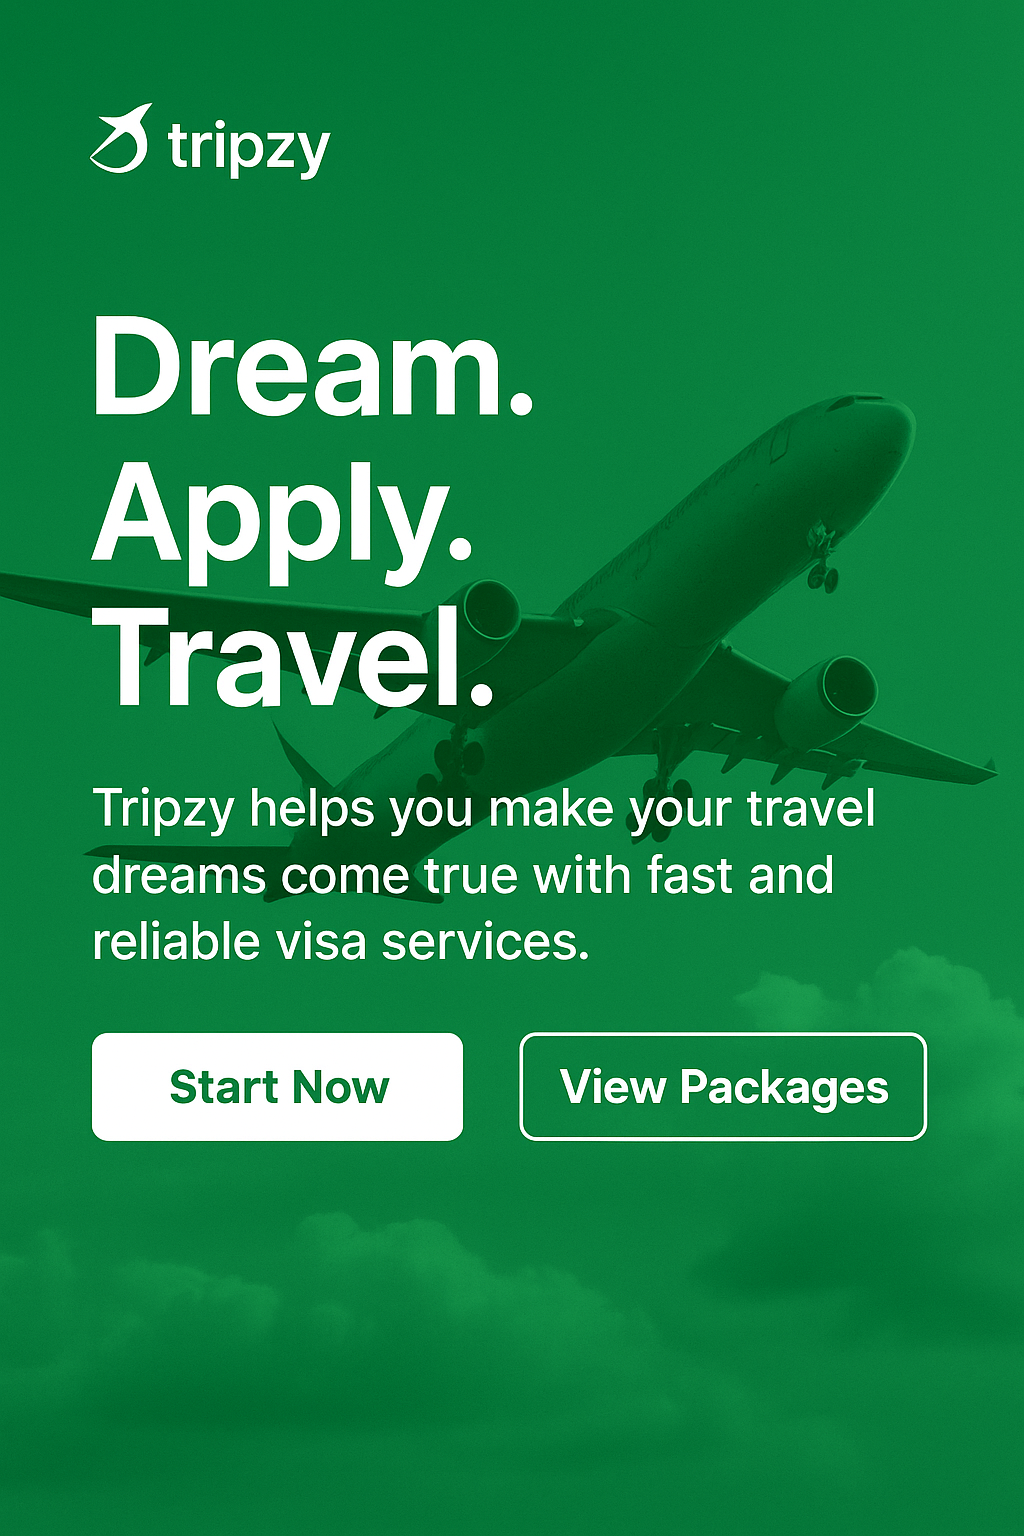 tripzy
Dream.
Apply.
Travel.
Tripzy helps you make your travel
dreams come true with fast and
reliable visa services.
Start Now
View Packages